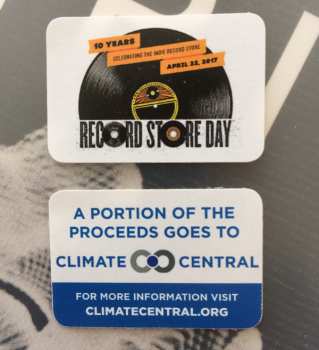 10 YEARS
CELEBRATING THE INDIE RECORD STORE
APRIL 22, 2017
RECORD STORE DAY
A PORTION OF THE
PROCEEDS GOES TO
CLIMATE CENTRAL
FOR MORE INFORMATION VISIT
CLIMATECENTRAL.ORG